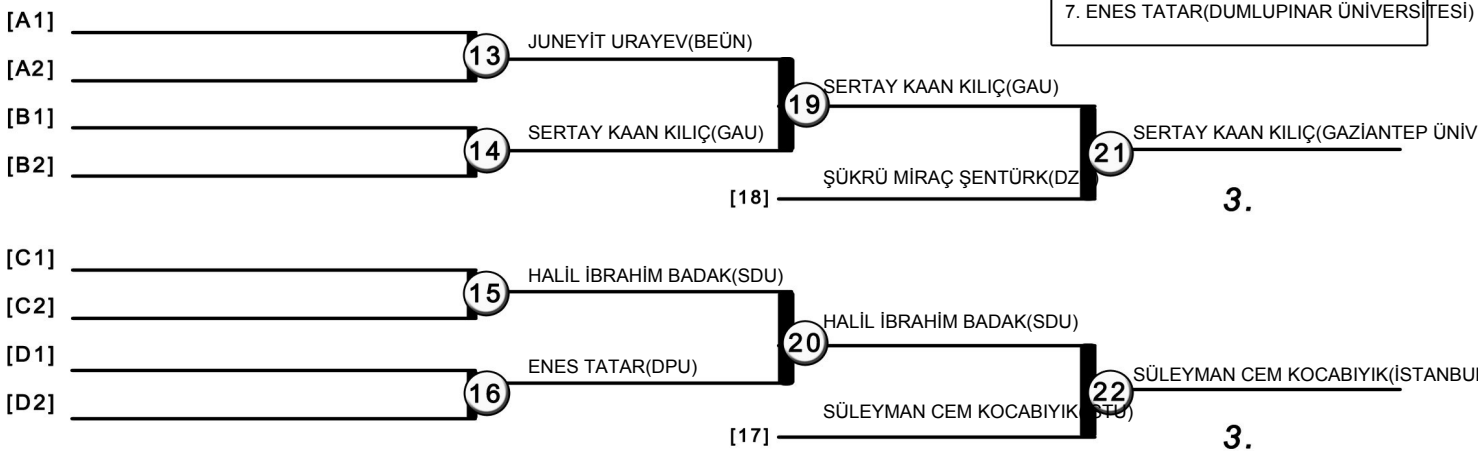 7. ENES TATAR(DUMLUPINAR ÜNİVERSİTESİ)
[A1]
13
JUNEYİT URAYEV(BEÜN)
[A2]
19
SERTAY KAAN KILIÇ(GAU)
[B1]
14
SERTAY KAAN KILIÇ(GAU)
21
SERTAY KAAN KILIÇ(GAZİANTEP ÜNİV
[B2]
[18]
ŞÜKRÜ MİRAÇ ŞENTÜRK(DZ
3.
[C1]
15
HALİL İBRAHİM BADAK(SDU)
[C2]
20
HALİL İBRAHİM BADAK(SDU)
[D1]
16
ENES TATAR(DPU)
22
SÜLEYMAN CEM KOCABIYIK(İSTANBU
[D2]
[17]
SÜLEYMAN CEM KOCABIYIK(
3.